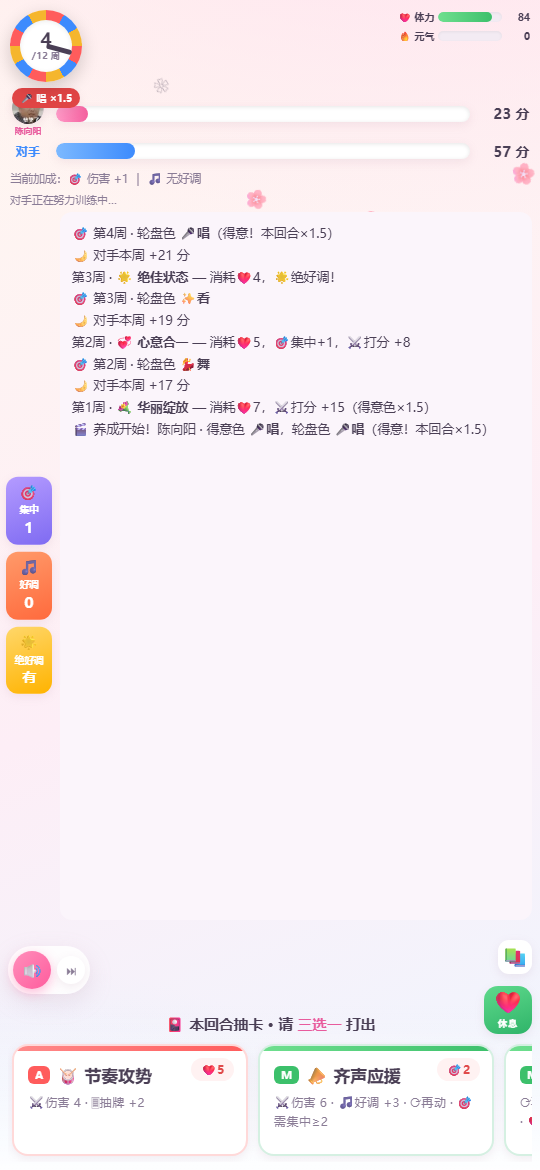 4
/12 周
体力 84
元气 0
唱 ×1.5
陈向阳
23 分
对手
57 分
当前加成： 伤害 +1 | 无好调
对手正在努力训练中...
第4周 · 轮盘色 唱（得意！本回合×1.5）
对手本周 +21 分
第3周 · 绝佳状态 — 消耗 4， 绝好调！
第3周 · 轮盘色 看
对手本周 +19 分
第2周 · 心意合一 — 消耗 5， 集中+1， 打分 +8
第2周 · 轮盘色 舞
对手本周 +17 分
第1周 · 华丽绽放 — 消耗 7， 打分 +15（得意色×1.5）
养成开始！陈向阳 · 得意色 唱，轮盘色 唱（得意！本回合×1.5）
集中
1
好调
0
绝好调
有
休息
本回合抽卡 • 请 三选一 打出
A 节奏攻势 5
伤害 4 · 抽牌 +2
M 齐声应援 2
伤害 6 · 好调 +3 · 再动 ·
需集中≥2